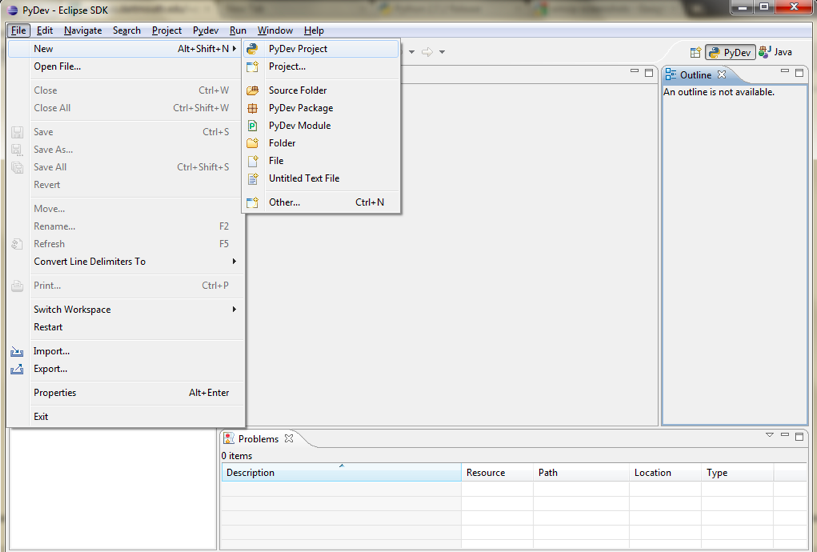 PyDev - Eclipse SDK
File Edit Navigate Search Project Pydev Run Window Help
New Alt+Shift+N
Open File...
Close Ctrl+W
Close All Ctrl+Shift+W
Save Ctrl+S
Save As...
Save All Ctrl+Shift+S
Revert
Move...
Rename... F2
Refresh F5
Convert Line Delimiters To
Print... Ctrl+P
Switch Workspace
Restart
Import...
Export...
Properties Alt+Enter
Exit
PyDev Project
Project...
Source Folder
PyDev Package
PyDev Module
Folder
File
Untitled Text File
Other... Ctrl+N
PyDev Java
Outline
An outline is not available.
Problems
0 items
Description Resource Path Location Type